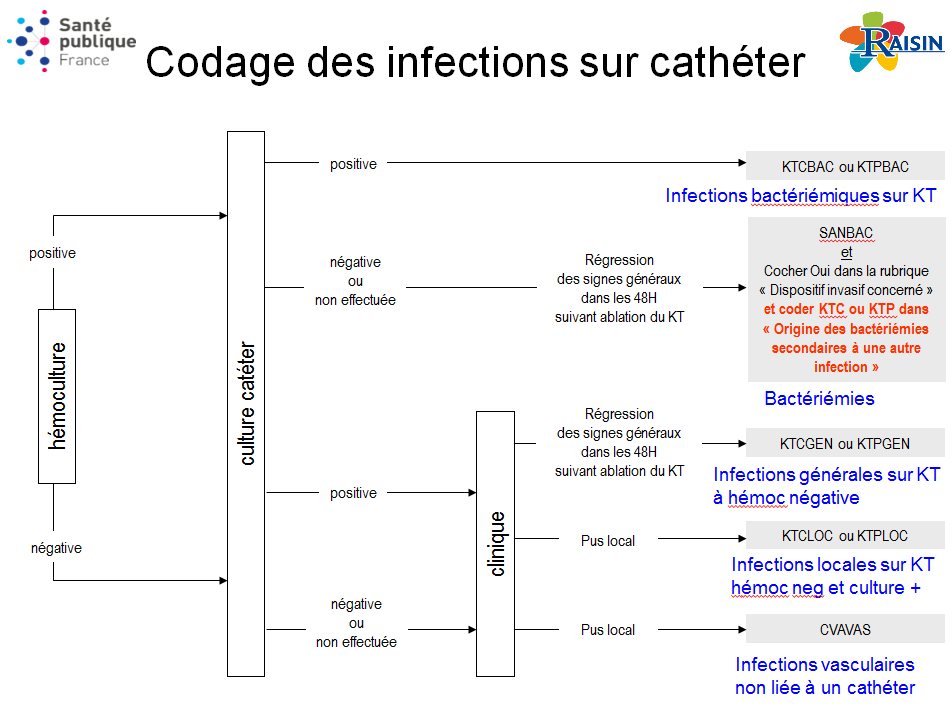 Santé
publique
France
RAISIN
Codage des infections sur cathéter
positive
KTCBAC ou KTPBAC
Infections bactériémiques sur KT
positive
négative
ou
non effectuée
Régression
des signes généraux
dans les 48H
suivant ablation du KT
SANBAC
et
Cocher Oui dans la rubrique
« Dispositif invasif concerné »
et coder KTC ou KTP dans
« Origine des bactériémies
secondaires à une autre
infection »
Bactériémies
hémoculture
culture catéter
Régression
des signes généraux
dans les 48H
suivant ablation du KT
KTCGEN ou KTPGEN
Infections générales sur KT
à hémoc négative
positive
clinique
négative
Pus local
KTCLOC ou KTPLOC
Infections locales sur KT
hémoc neg et culture +
négative
ou
non effectuée
Pus local
CVAVAS
Infections vasculaires
non liée à un cathéter